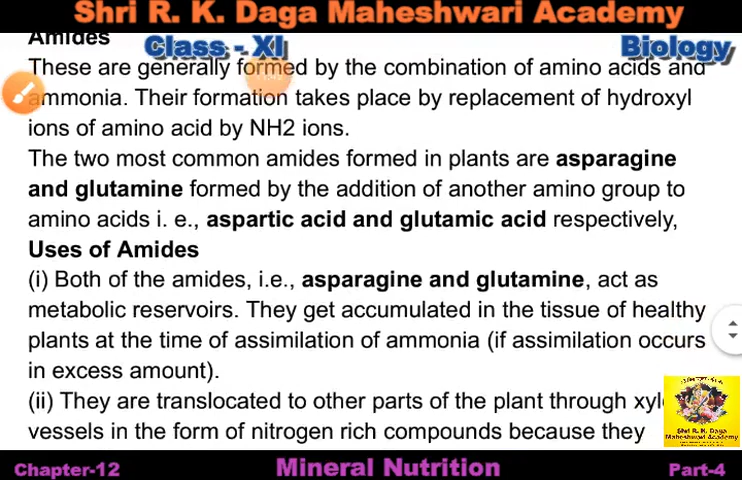 Shri R. K. Daga Maheshwari Academy
Amides
Class - XI
Biology
These are generally formed by the combination of amino acids and
ammonia. Their formation takes place by replacement of hydroxyl
ions of amino acid by NH2 ions.
The two most common amides formed in plants are asparagine
and glutamine formed by the addition of another amino group to
amino acids i. e., aspartic acid and glutamic acid respectively,
Uses of Amides
(i) Both of the amides, i.e., asparagine and glutamine, act as
metabolic reservoirs. They get accumulated in the tissue of healthy
plants at the time of assimilation of ammonia (if assimilation occurs
in excess amount).
(ii) They are translocated to other parts of the plant through
vessels in the form of nitrogen rich compounds because they
Shri R. K. Daga
Maheshwari Academy
Chapter-12
Mineral Nutrition
Part-4